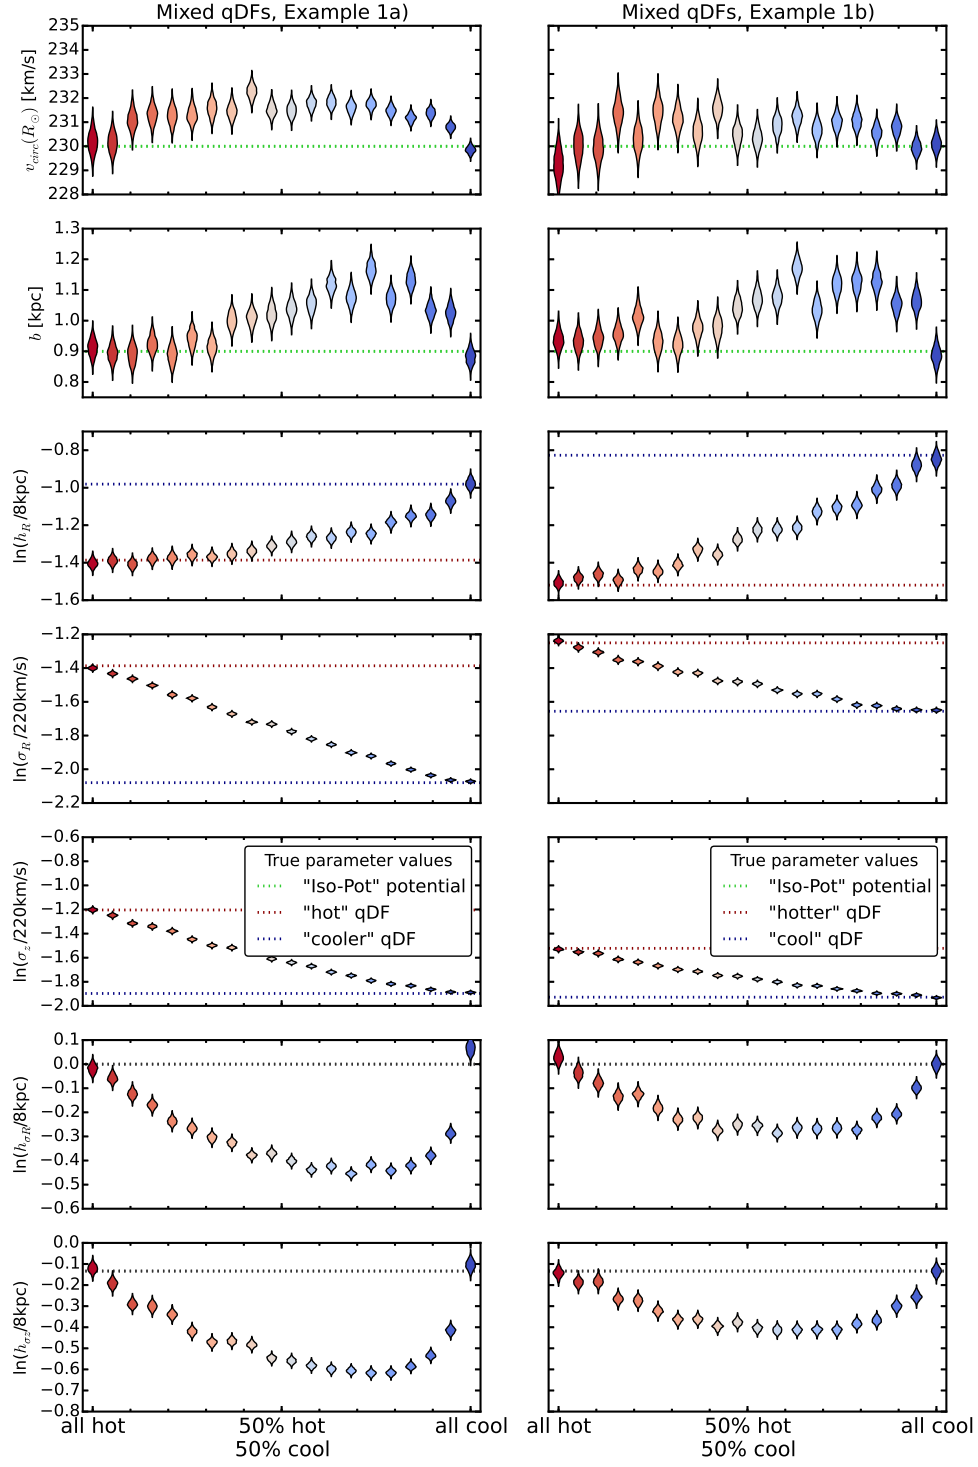 Mixed qDFs, Example 1a)
Mixed qDFs, Example 1b)
v_circ(R_⊙) [km/s]
235
234
233
232
231
230
229
228
b [kpc]
1.3
1.2
1.1
1.0
0.9
0.8
ln(h_R/8kpc)
−0.8
−1.0
−1.2
−1.4
−1.6
ln(σ_R/220km/s)
−1.2
−1.4
−1.6
−1.8
−2.0
−2.2
ln(σ_z/220km/s)
−0.6
−0.8
−1.0
−1.2
−1.4
−1.6
−1.8
−2.0
True parameter values
"Iso-Pot" potential
"hot" qDF
"cooler" qDF
True parameter values
"Iso-Pot" potential
"hotter" qDF
"cool" qDF
ln(h_σR/8kpc)
0.1
0.0
−0.1
−0.2
−0.3
−0.4
−0.5
−0.6
ln(h_σz/8kpc)
0.0
−0.1
−0.2
−0.3
−0.4
−0.5
−0.6
−0.7
−0.8
all hot
50% hot
50% cool
all cool
all hot
50% hot
50% cool
all cool